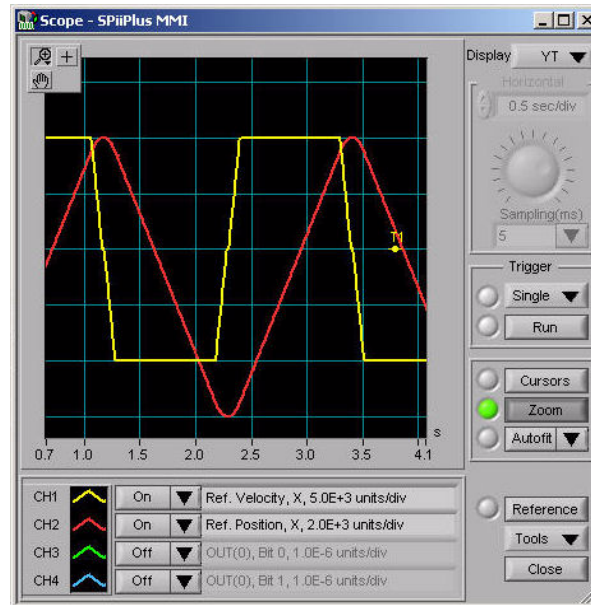 Scope - SPiiPlus MMI
Display YT
Horizontal
0.5 sec/div
Sampling(ms)
5
T1
Trigger
Single
Run
s
0.7 1.0 1.5 2.0 2.5 3.0 3.5 4.1
Cursors
Zoom
Autofit
CH1 On Ref. Velocity, X, 5.0E+3 units/div
CH2 On Ref. Position, X, 2.0E+3 units/div
CH3 Off OUT(0), Bit 0, 1.0E-6 units/div
CH4 Off OUT(0), Bit 1, 1.0E-6 units/div
Reference
Tools
Close